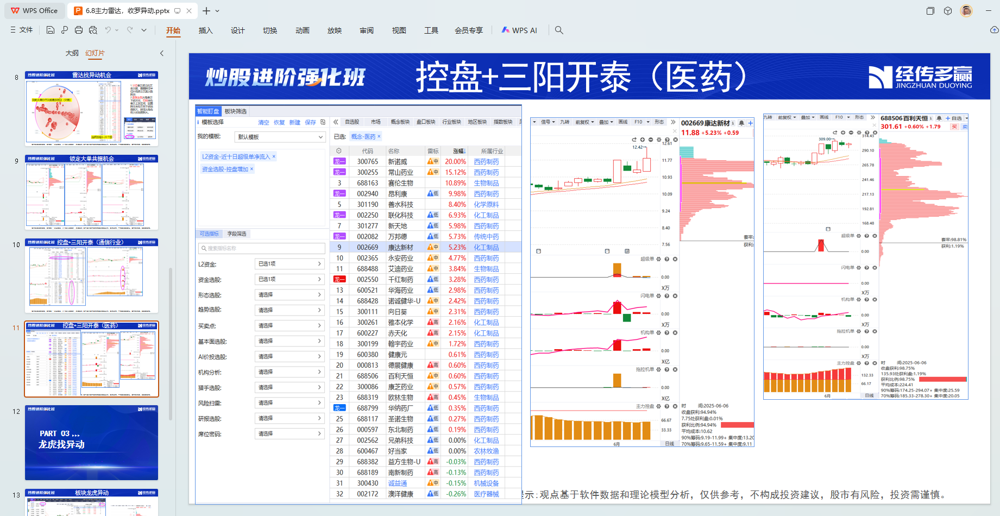 WPS Office
6.8主力雷达，收罗异动.pptx
文件
开始
插入
设计
切换
动画
放映
审阅
视图
工具
会员专享
WPS AI
大纲
幻灯片
8
雷达找异动机会
9
锁定大单共振机会
10
控盘+三阳开泰（通信行业）
11
控盘+三阳开泰（医药）
12
PART 03...
龙虎找异动
13
板块龙虎异动
炒股进阶强化班
控盘+三阳开泰（医药）
经传多赢
JINGZHUAN DUOYING
智能盯盘 板块筛选
模板选择 清空 恢复 新建 保存
我的模板: 默认模板
L2资金-近十日超级单净流入 ×
资金选股-控盘增加 ×
可选指标 字段筛选
搜索指标名称
L2资金: 已选1项
资金选股: 已选1项
形态选股: 请选择
趋势选股: 请选择
买卖点: 请选择
基本面选股: 请选择
AI价投选股: 请选择
机构分析: 请选择
猎手选股: 请选择
风险扫雷: 请选择
研报选股: 请选择
席位密码: 请选择
自选股 市场 概念板块 盘口板块 行业板块 地区板块 指数板块
已选: 概念-医药 ×
代码 名称 雷标 涨幅↓ 所属行业
龙一 300765 新诺威 中 20.00% 西药制药
龙一 300255 常山药业 中 15.12% 西药制药
3 688163 赛伦生物 10.89% 生物制品
龙一 002940 昂利康 低 9.98% 西药制药
5 301190 善水科技 8.40% 化学原料
龙一 002250 联化科技 低 6.93% 化工制品
7 301277 新天地 低 5.98% 西药制药
龙一 002082 万邦德 低 5.73% 传统中药
9 002669 康达新材 中 5.23% 化工制品
10 002365 永安药业 中 4.77% 西药制药
11 688488 艾迪药业 中 3.84% 生物制品
龙一 002550 千红制药 低 3.28% 西药制药
13 600521 华海药业 低 2.98% 西药制药
14 688428 诺诚健华-U 中 2.42% 西药制药
15 300111 向日葵 中 2.31% 西药制药
16 300261 雅本化学 高 2.16% 化工制品
17 600227 赤天化 高 2.15% 化工制品
18 300199 翰宇药业 中 1.72% 西药制药
19 600380 健康元 0.61% 西药制药
20 000813 德展健康 高 0.60% 西药制药
21 688506 百利天恒 中 0.60% 西药制药
22 300086 康芝药业 中 0.57% 西药制药
23 688319 欧林生物 高 0.45% 生物制品
龙一 688799 华纳药厂 低 0.35% 西药制药
25 688117 圣诺生物 低 0.27% 西药制药
26 000597 东北制药 低 0.19% 西药制药
27 002562 兄弟科技 低 0.00% 化工制品
28 600467 好当家 低 0.00% 农林牧渔
29 688382 益方生物-U 高 -0.03% 西药制药
30 688189 南新制药 高 -0.13% 西药制药
31 300430 诚益通 中 -0.15% 机械设备
32 002172 澳洋健康 低 -0.26% 医疗器械
信号 九转 前复权 叠加 画线 F10 形态
002669康达新材
11.88 +5.23% +0.59
12.42
12.61
11.77
10.93
10.09
9.24
8.40
7.56
套牢:
获利:
超级单
0.00
X万
闪电单
0.00
X万
机构单
0.00
X亿
拖拉机单
0.00
X亿
主力控盘
66.67
33.33
6月
日线
时 间:2025-06-06
收盘获利:94.94%
7.75处获利盘:0.01%
获利比例:94.94%
平均成本:10.62
90%筹码:9.19-11.99+ 集中度:13.20
70%筹码:9.65-11.59+ 集中度:9.11
九转 前复权 叠加 画线 F10 形态
688506百利天恒
自选
301.61 +0.60% +1.79
买 卖
309.00
314.43
290.10
265.78
241.46
217.13
192.81
168.48
套牢:98.81%
获利:1.19%
超级单
0.00
闪电单
0.00
X万
机构单
0.00
X万
拖拉机单
0.00
X万
主力控盘
132.33
66.17
6月
日线
时 间:2025-06-06
收盘获利:98.75%
135.93处获利盘:1.19%
获利比例:98.75%
平均成本:224.41
90%筹码:174.25-294.07+ 集中度:25.59
70%筹码:185.33-278.30+ 集中度:20.05
示:观点基于软件数据和理论模型分析，仅供参考，不构成投资建议，股市有风险，投资需谨慎。